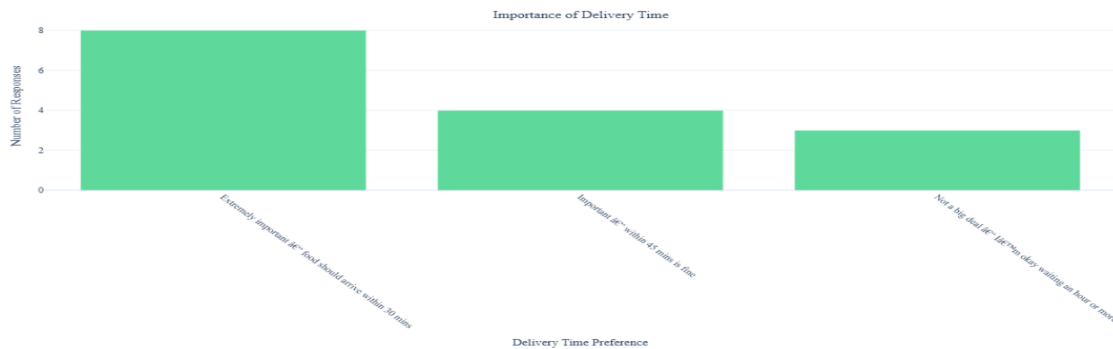 Importance of Delivery Time
Number of Responses
8
6
4
2
0
Extremely important â€“ food should arrive within 30 mins
Important â€“ within 45 mins is fine
Not a big deal â€“ Iâ€™m okay waiting an hour or more
Delivery Time Preference